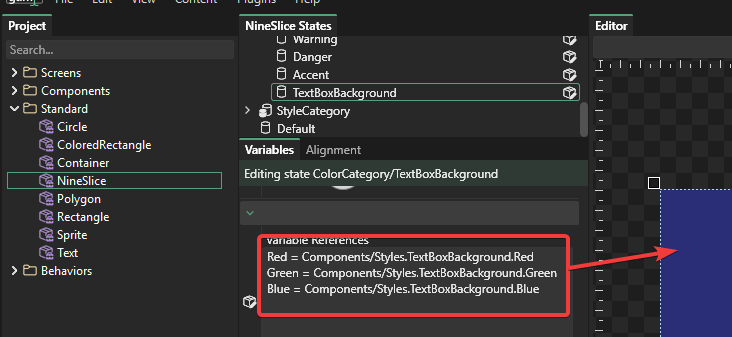 File Edit View Content Plugins Help
Project
Search...
Screens
Components
Standard
Circle
ColoredRectangle
Container
NineSlice
Polygon
Rectangle
Sprite
Text
Behaviors
NineSlice States
Warning
Danger
Accent
TextBoxBackground
StyleCategory
Default
Variables Alignment
Editing state ColorCategory/TextBoxBackground
Variable References
Red = Components/Styles.TextBoxBackground.Red
Green = Components/Styles.TextBoxBackground.Green
Blue = Components/Styles.TextBoxBackground.Blue
Editor